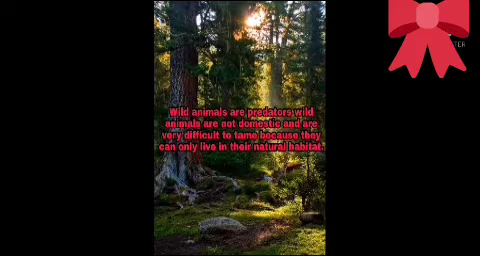 Wild animals are predators wild
animals are not domestic and are
very difficult to tame because they
can only live in their natural habitat.